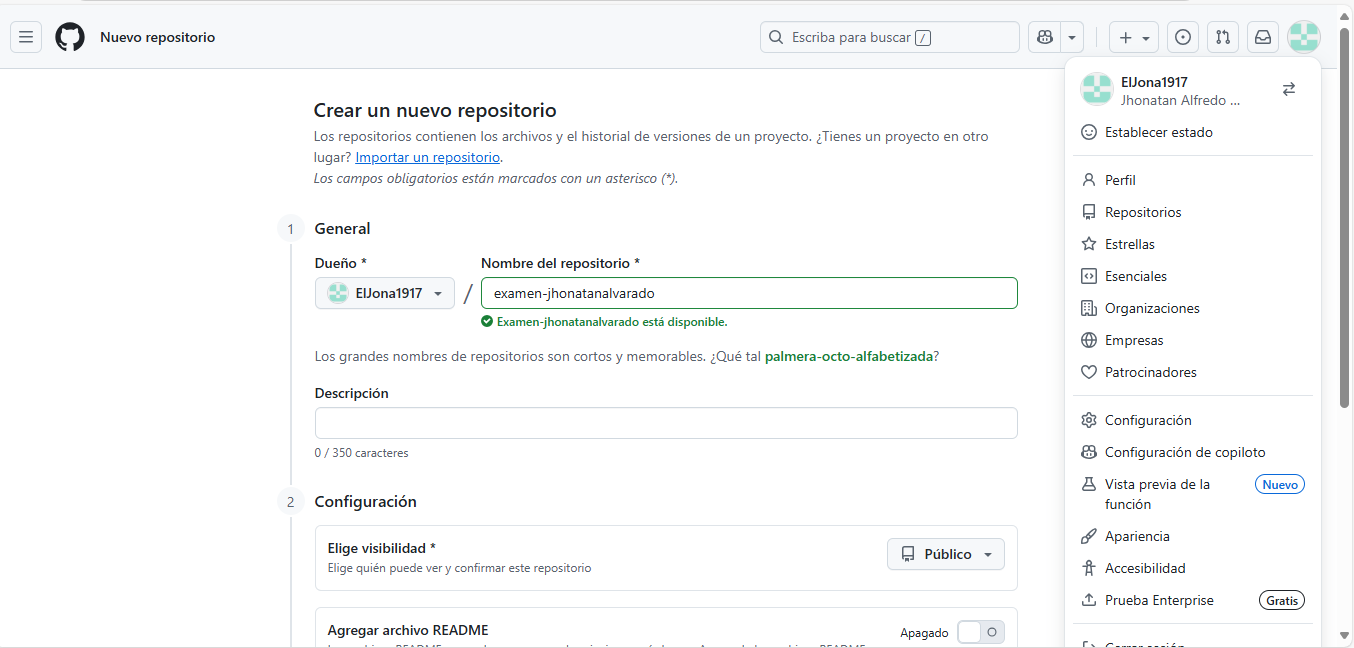 Nuevo repositorio
Escriba para buscar /
Crear un nuevo repositorio
Los repositorios contienen los archivos y el historial de versiones de un proyecto. ¿Tienes un proyecto en otro
lugar? Importar un repositorio.
Los campos obligatorios están marcados con un asterisco (*).
1 General
Dueño *
Nombre del repositorio *
ElJona1917 / examen-jhonatanalvarado
Examen-jhonatanalvarado está disponible.
Los grandes nombres de repositorios son cortos y memorables. ¿Qué tal palmera-octo-alfabetizada?
Descripción
0 / 350 caracteres
2 Configuración
Elige visibilidad *
Elige quién puede ver y confirmar este repositorio
Público
Agregar archivo README
Apagado
ElJona1917
Jhonatan Alfredo ...
Establecer estado
Perfil
Repositorios
Estrellas
Esenciales
Organizaciones
Empresas
Patrocinadores
Configuración
Configuración de copiloto
Vista previa de la
función
Nuevo
Apariencia
Accesibilidad
Prueba Enterprise
Gratis
Cerrar sesión